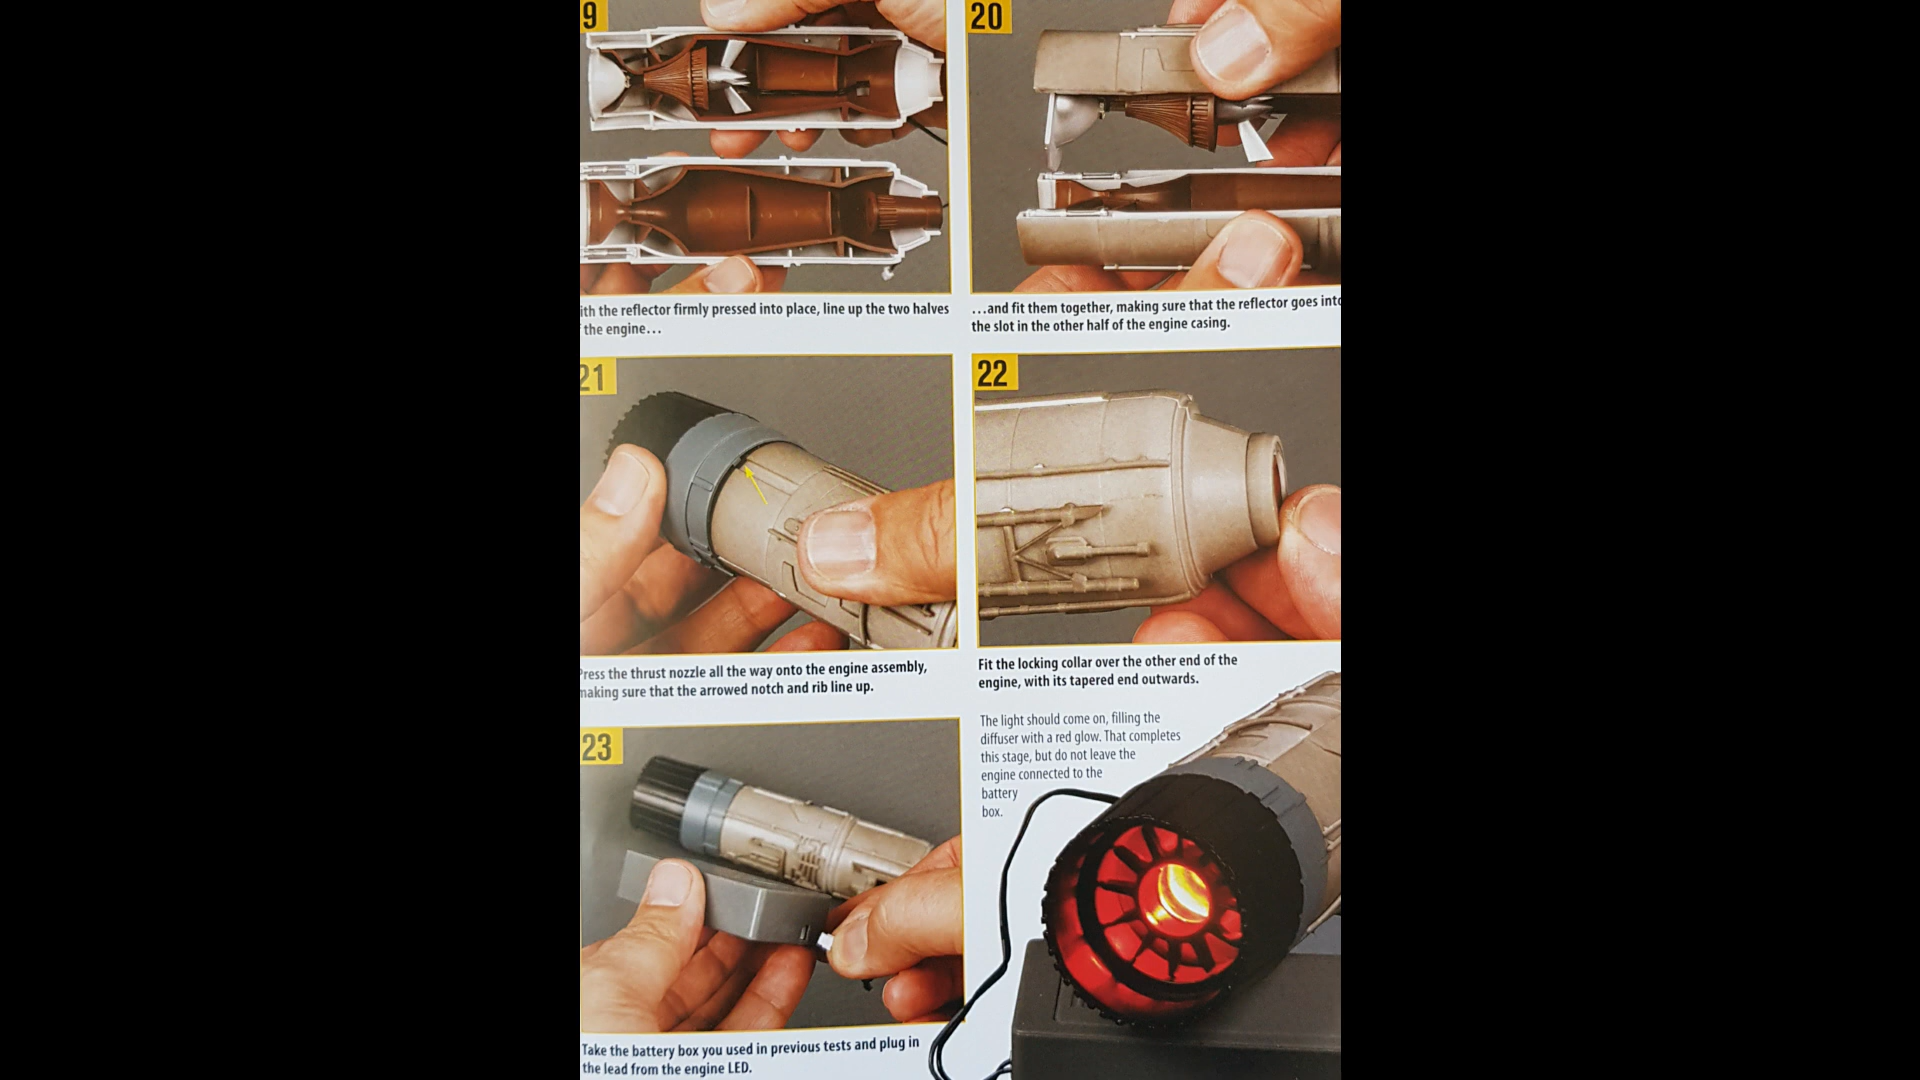 9
ith the reflector firmly pressed into place, line up the two halves
the engine…
20
…and fit them together, making sure that the reflector goes into
the slot in the other half of the engine casing.
21
Press the thrust nozzle all the way onto the engine assembly,
making sure that the arrowed notch and rib line up.
22
Fit the locking collar over the other end of the
engine, with its tapered end outwards.
23
Take the battery box you used in previous tests and plug in
the lead from the engine LED.
The light should come on, filling the
diffuser with a red glow. That completes
this stage, but do not leave the
engine connected to the
battery
box.